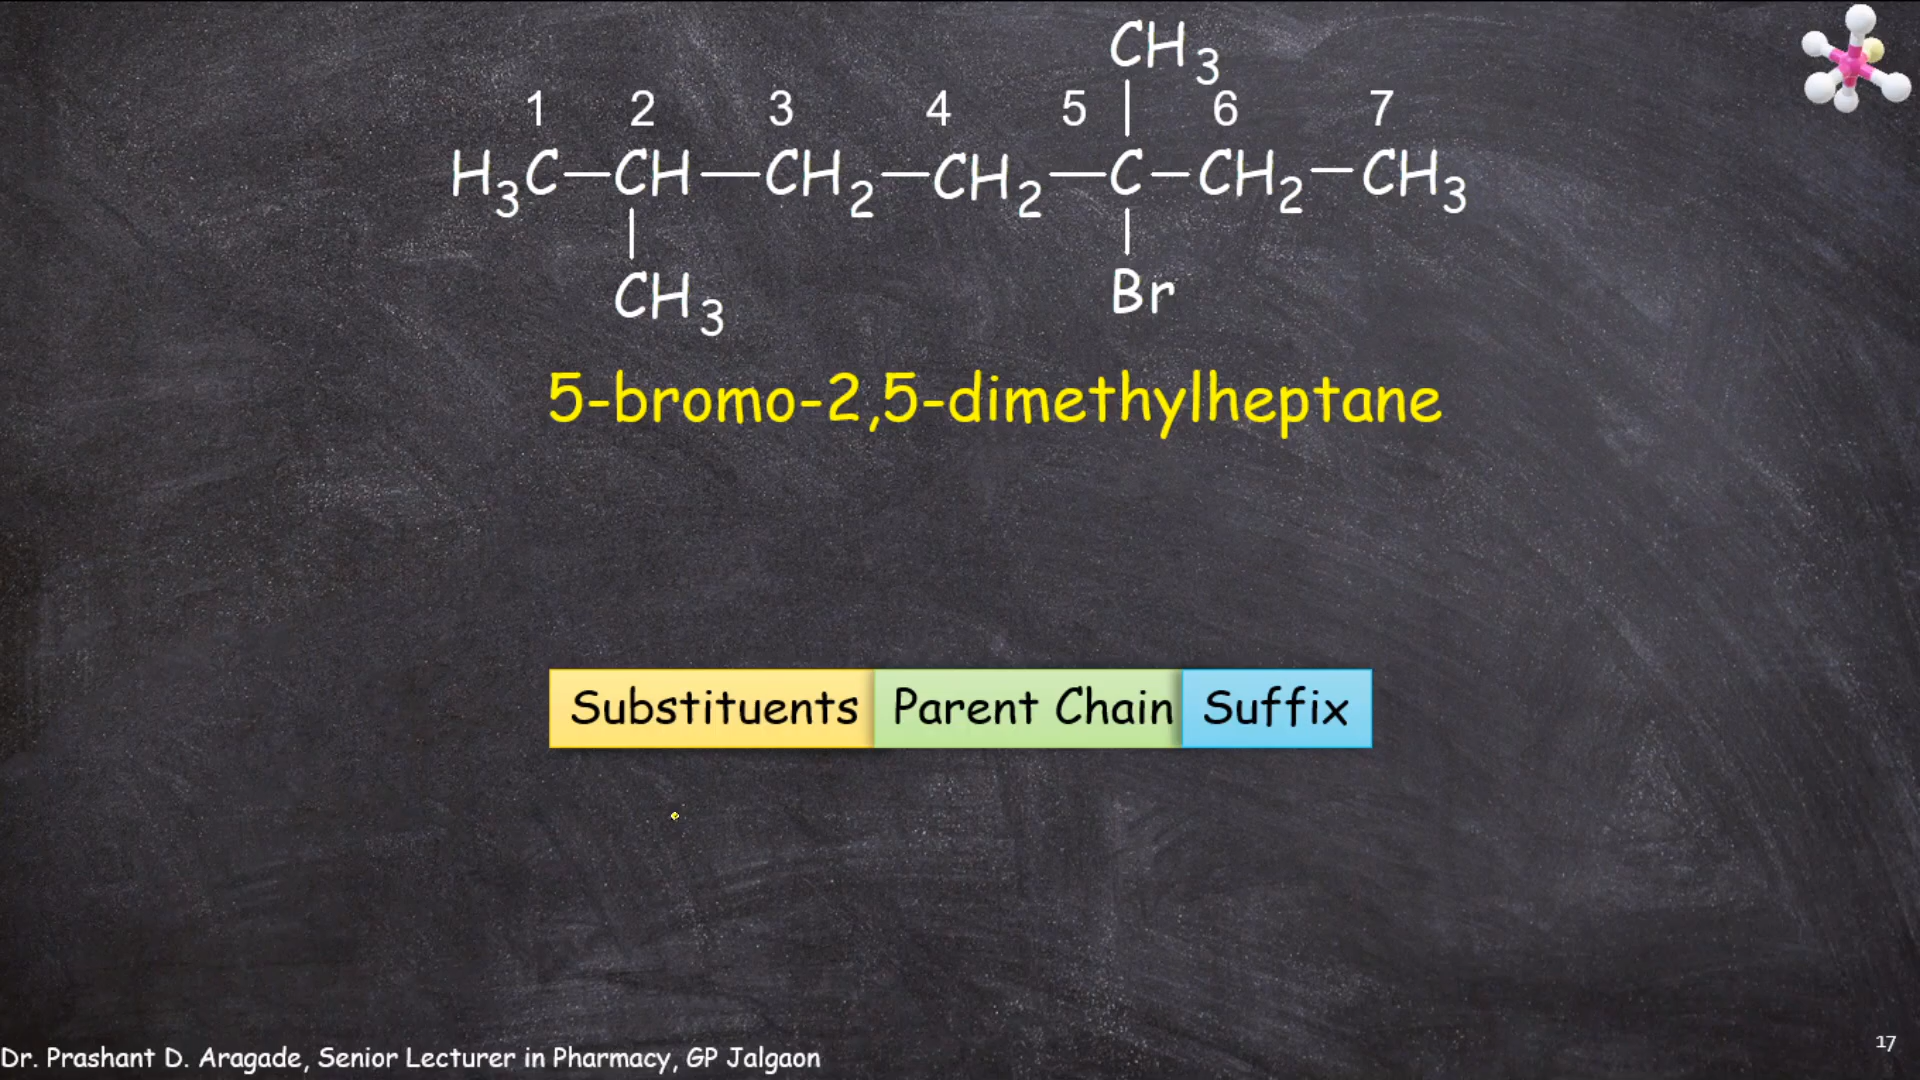 CH3
1 2 3 4 5 6 7
H3C—CH—CH2—CH2—C—CH2—CH3
CH3 Br
5-bromo-2,5-dimethylheptane
Substituents Parent Chain Suffix
17
Dr. Prashant D. Aragade, Senior Lecturer in Pharmacy, GP Jalgaon